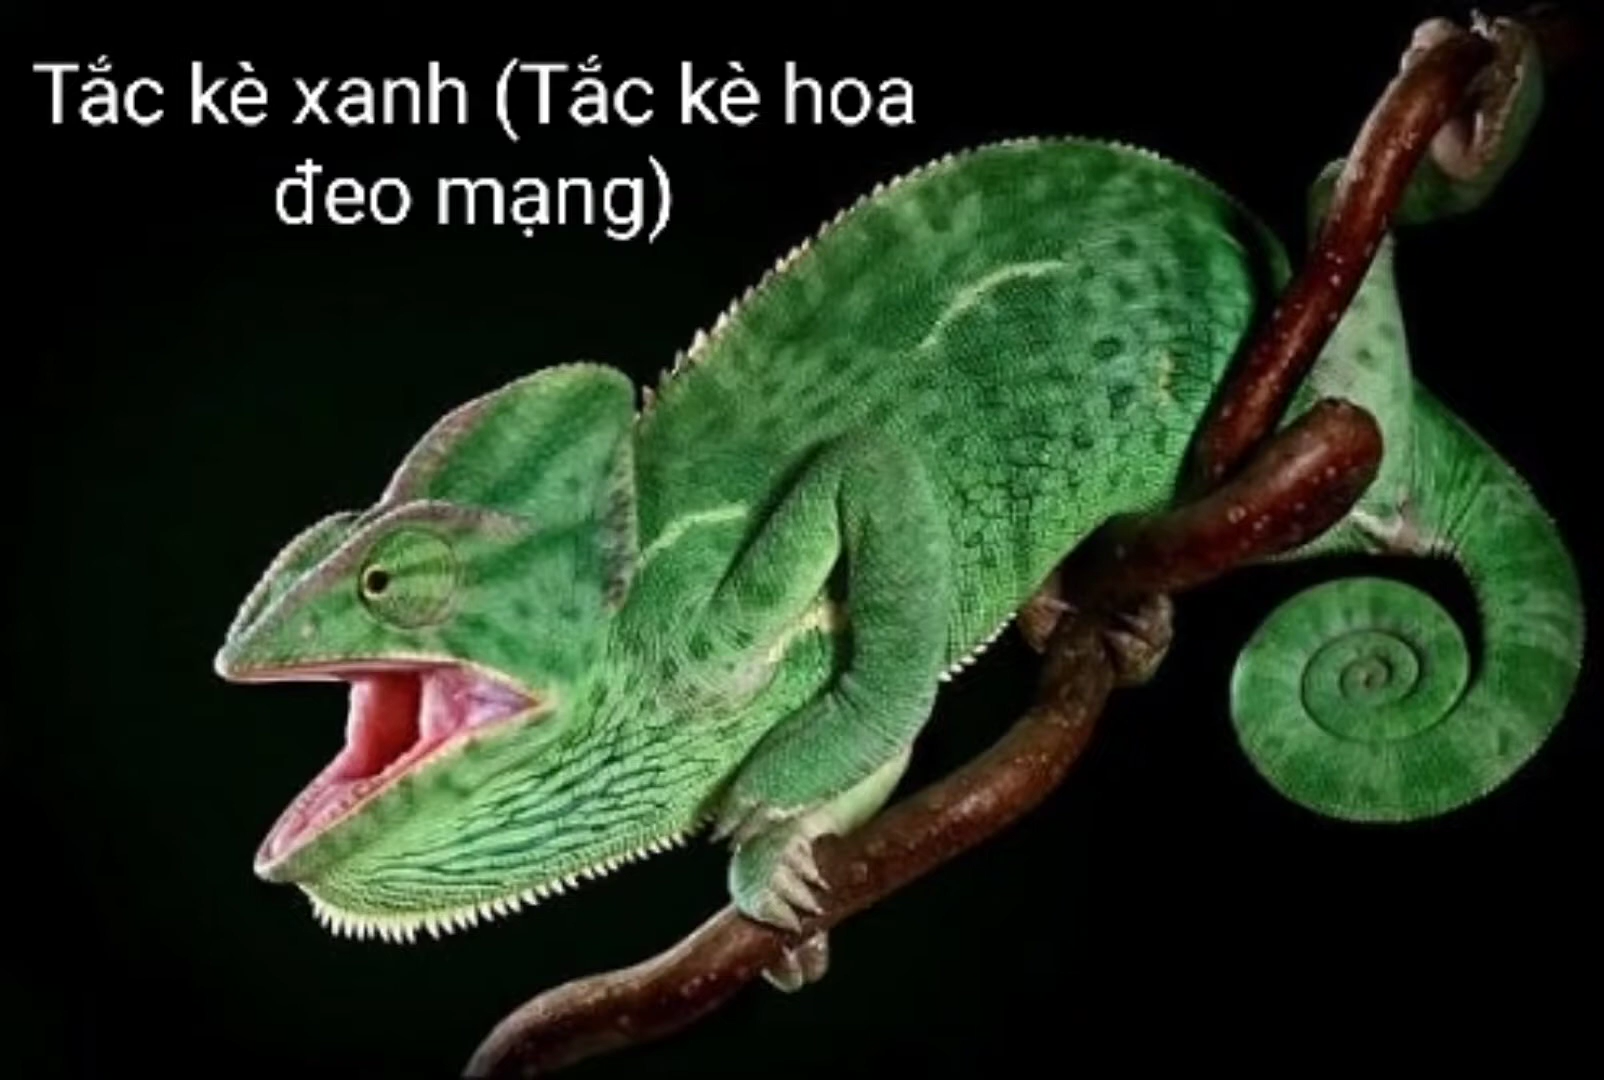 Tắc kè xanh (Tắc kè hoa
đeo mạng)